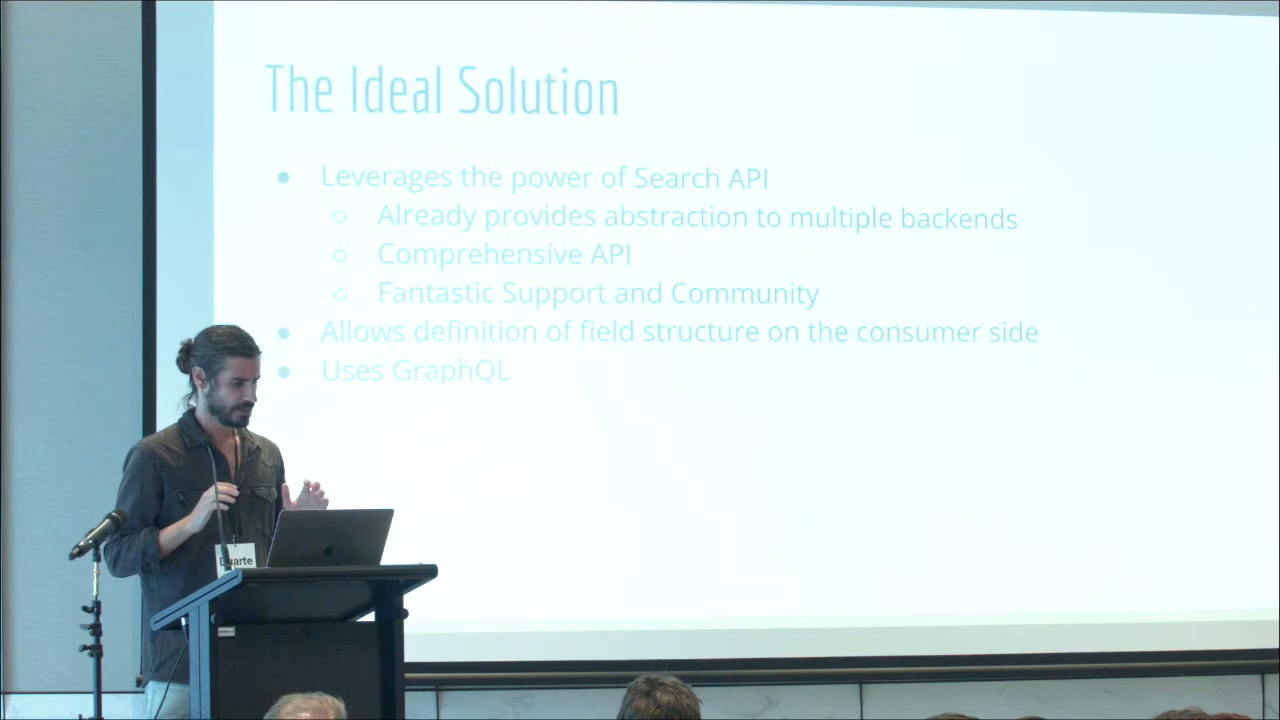 The Ideal Solution
● Leverages the power of Search API
○ Already provides abstraction to multiple backends
○ Comprehensive API
○ Fantastic Support and Community
● Allows definition of field structure on the consumer side
● Uses GraphQL
Duarte